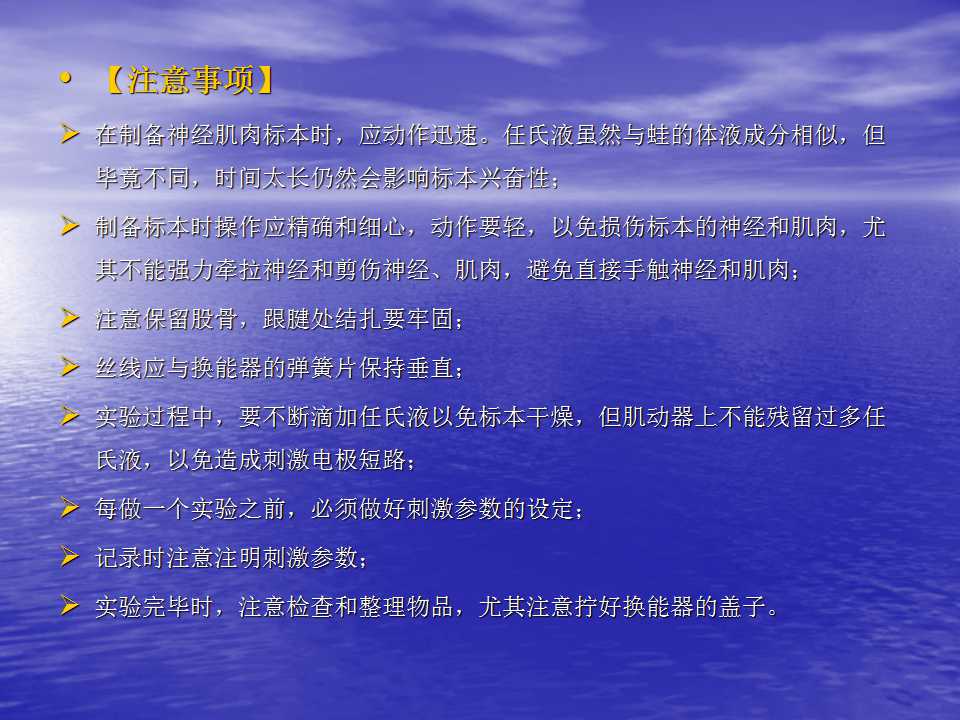 • 【注意事项】
➢ 在制备神经肌肉标本时，应动作迅速。任氏液虽然与蛙的体液成分相似，但
毕竟不同，时间太长仍然会影响标本兴奋性；
➢ 制备标本时操作应精确和细心，动作要轻，以免损伤标本的神经和肌肉，尤
其不能强力牵拉神经和剪伤神经、肌肉，避免直接手触神经和肌肉；
➢ 注意保留股骨，跟腱处结扎要牢固；
➢ 丝线应与换能器的弹簧片保持垂直；
➢ 实验过程中，要不断滴加任氏液以免标本干燥，但肌动器上不能残留过多任
氏液，以免造成刺激电极短路；
➢ 每做一个实验之前，必须做好刺激参数的设定；
➢ 记录时注意注明刺激参数；
➢ 实验完毕时，注意检查和整理物品，尤其注意拧好换能器的盖子。